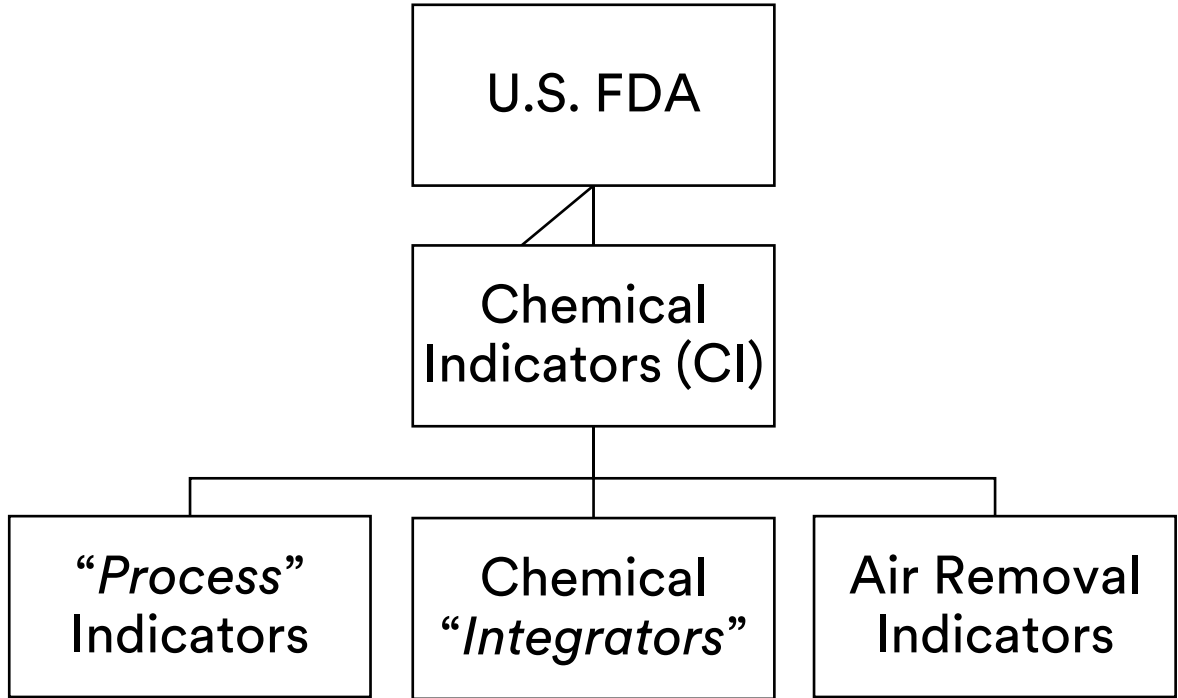 U.S. FDA
Chemical
Indicators (CI)
“Process”
Indicators
Chemical
“Integrators”
Air Removal
Indicators